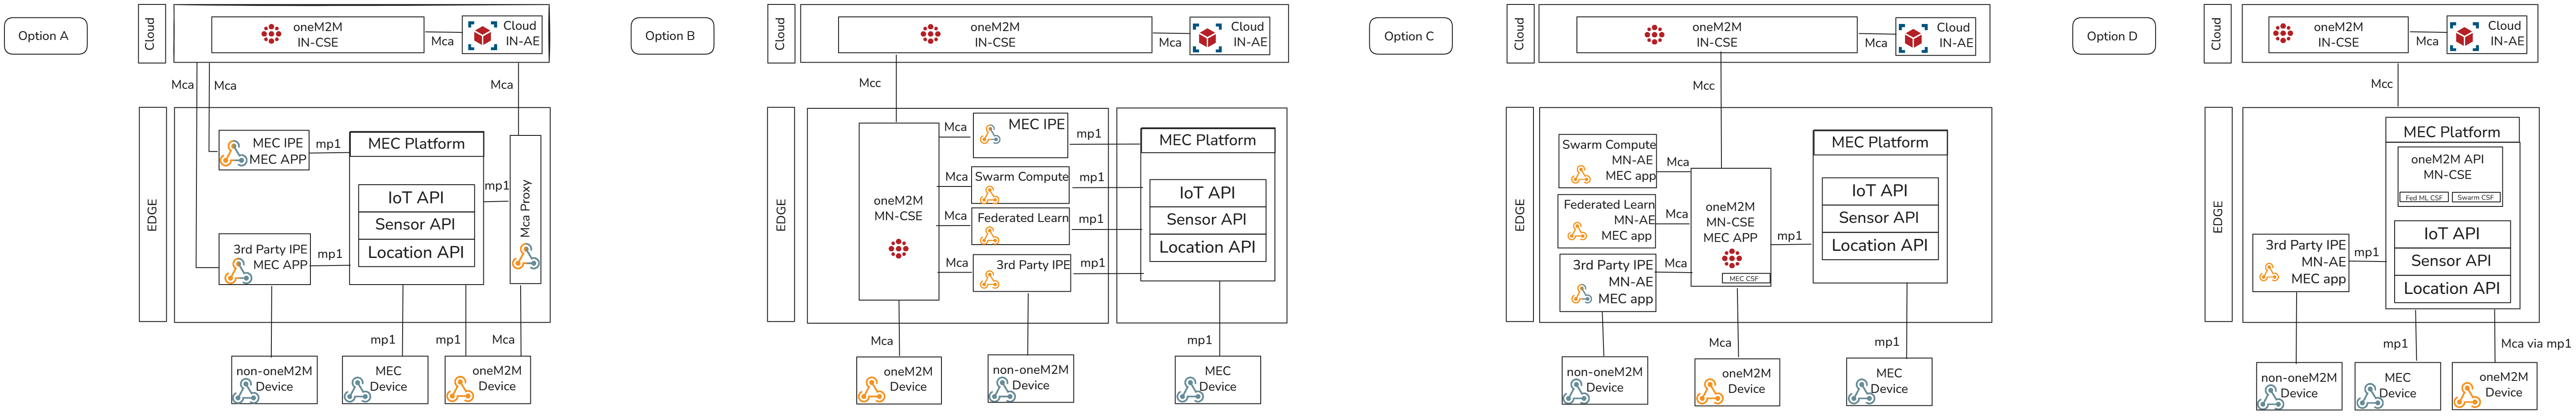 Option A
Cloud
oneM2M
IN-CSE
Mca
Cloud
IN-AE
Mca
Mca
Mca
EDGE
MEC IPE
MEC APP
mp1
MEC Platform
IoT API
Sensor API
Location API
mp1
Mca Proxy
3rd Party IPE
MEC APP
mp1
mp1
mp1
Mca
non-oneM2M
Device
MEC
Device
oneM2M
Device
Option B
Cloud
oneM2M
IN-CSE
Mca
Cloud
IN-AE
Mcc
EDGE
oneM2M
MN-CSE
Mca
MEC IPE
mp1
Mca
Swarm Compute
mp1
Mca
Federated Learn
mp1
Mca
3rd Party IPE
mp1
MEC Platform
IoT API
Sensor API
Location API
Mca
mp1
oneM2M
Device
non-oneM2M
Device
MEC
Device
Option C
Cloud
oneM2M
IN-CSE
Mca
Cloud
IN-AE
Mcc
EDGE
Swarm Compute
MN-AE
MEC app
Mca
Federated Learn
MN-AE
MEC app
Mca
3rd Party IPE
MN-AE
MEC app
Mca
oneM2M
MN-CSE
MEC APP
MEC CSF
mp1
MEC Platform
IoT API
Sensor API
Location API
Mca
mp1
non-oneM2M
Device
oneM2M
Device
MEC
Device
Option D
Cloud
oneM2M
IN-CSE
Mca
Cloud
IN-AE
Mcc
EDGE
MEC Platform
oneM2M API
MN-CSE
Fed ML CSF
Swarm CSF
IoT API
Sensor API
Location API
3rd Party IPE
MN-AE
MEC app
mp1
mp1
Mca via mp1
non-oneM2M
Device
MEC
Device
oneM2M
Device